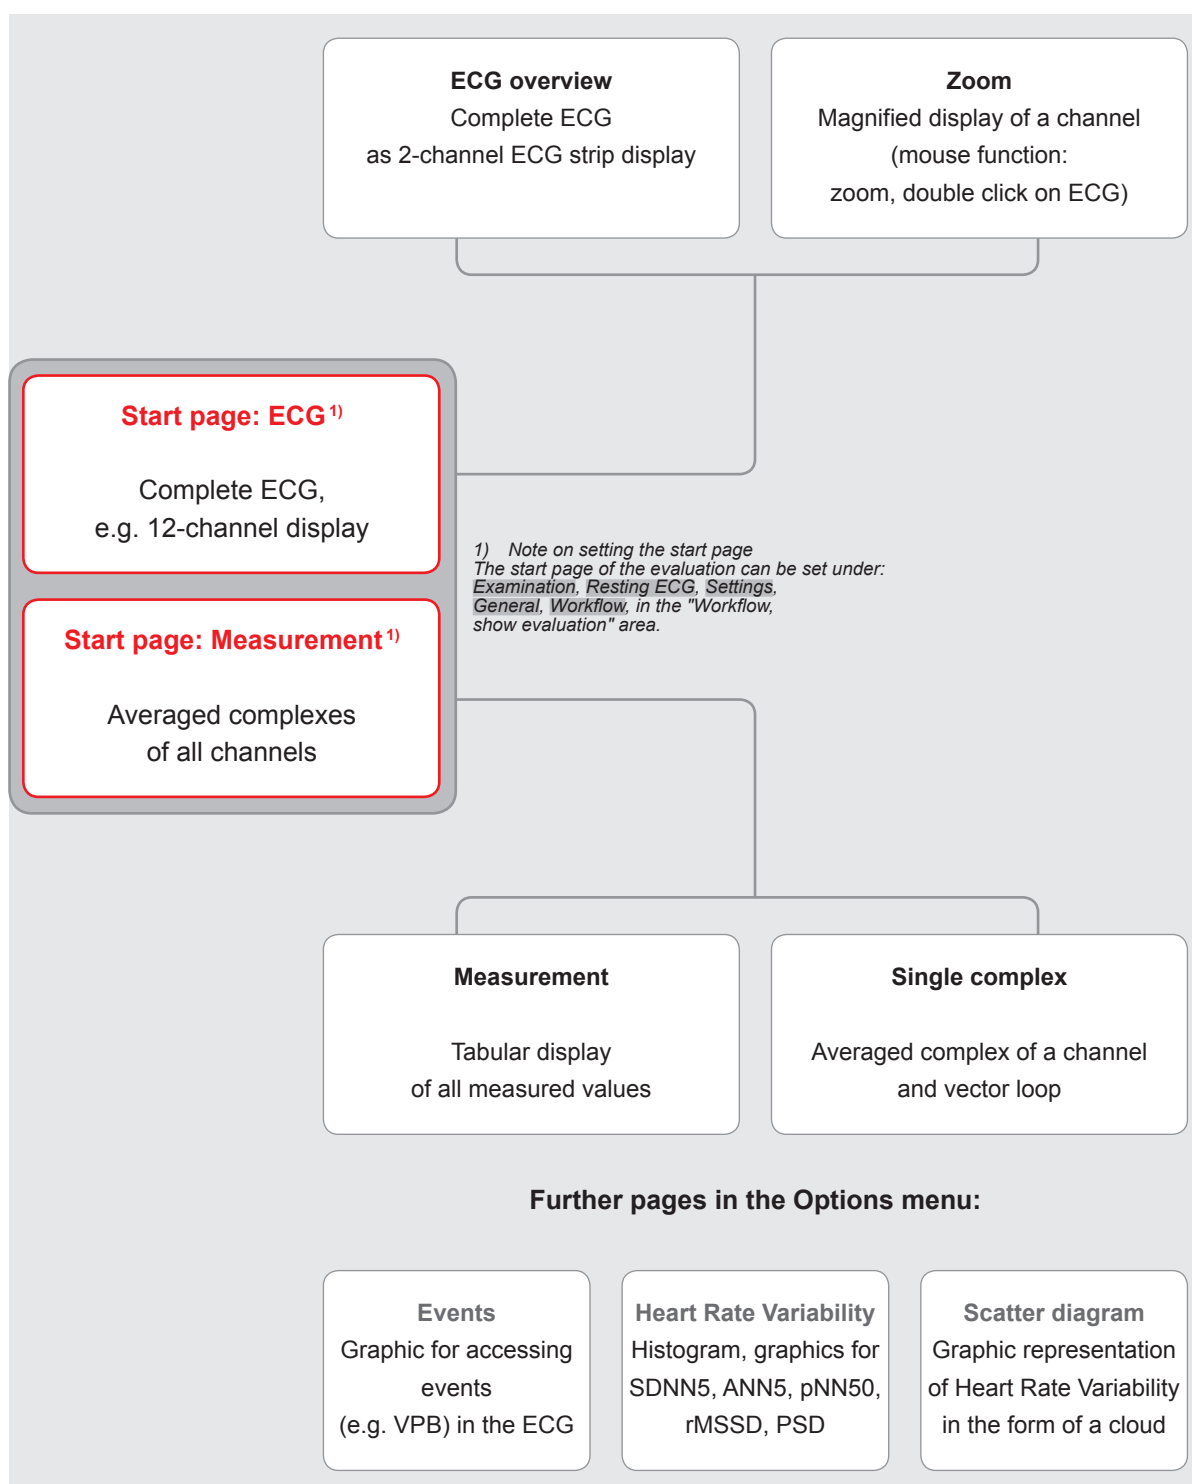 ECG overview
Complete ECG
as 2-channel ECG strip display
Zoom
Magnified display of a channel
(mouse function:
zoom, double click on ECG)
Start page: ECG 1)
Complete ECG,
e.g. 12-channel display
1) Note on setting the start page
The start page of the evaluation can be set under:
Examination, Resting ECG, Settings,
General, Workflow, in the "Workflow,
show evaluation" area.
Start page: Measurement 1)
Averaged complexes
of all channels
Measurement
Tabular display
of all measured values
Single complex
Averaged complex of a channel
and vector loop
Further pages in the Options menu:
Events
Graphic for accessing
events
(e.g. VPB) in the ECG
Heart Rate Variability
Histogram, graphics for
SDNN5, ANN5, pNN50,
rMSSD, PSD
Scatter diagram
Graphic representation
of Heart Rate Variability
in the form of a cloud